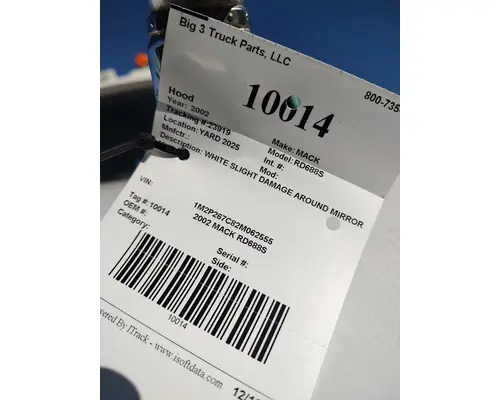 Big 3 Truck Parts, LLC
800-735
10014
Hood
Year: 2002
Make: MACK
Tracking #:23919
Model: RD688S
Location: YARD 2025
Int. #:
Mnfctr.:
Mod:
Description: WHITE SLIGHT DAMAGE AROUND MIRROR
VIN:
1M2P267C82M062555
Tag #:10014
2002 MACK RD688S
OEM #:
Serial #:
Category:
Side:
10014
wered By ITrack - www.isoftdata.com